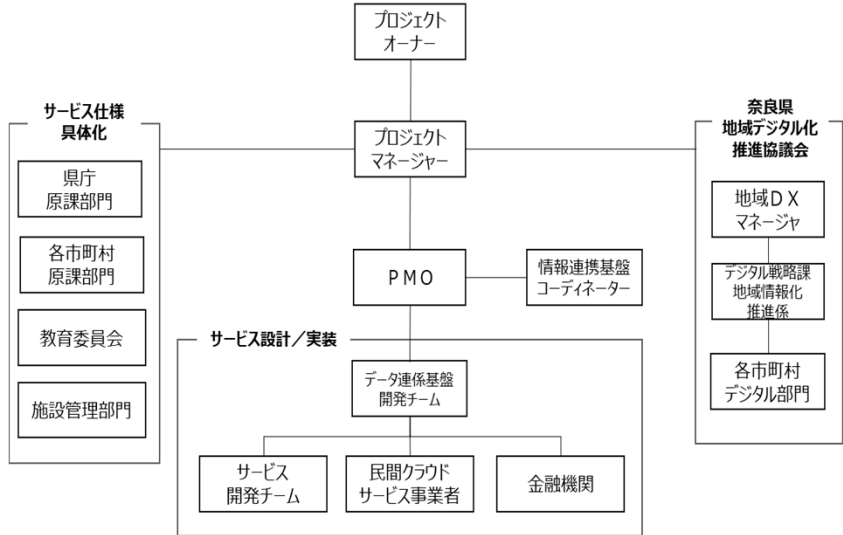 プロジェクト
オーナー
サービス仕様
具体化
県庁
原課部門
各市町村
原課部門
教育委員会
施設管理部門
プロジェクト
マネージャー
PMO
情報連携基盤
コーディネーター
サービス設計／実装
データ連係基盤
開発チーム
サービス
開発チーム
民間クラウド
サービス事業者
金融機関
奈良県
地域デジタル化
推進協議会
地域DX
マネージャ
デジタル戦略課
地域情報化
推進係
各市町村
デジタル部門